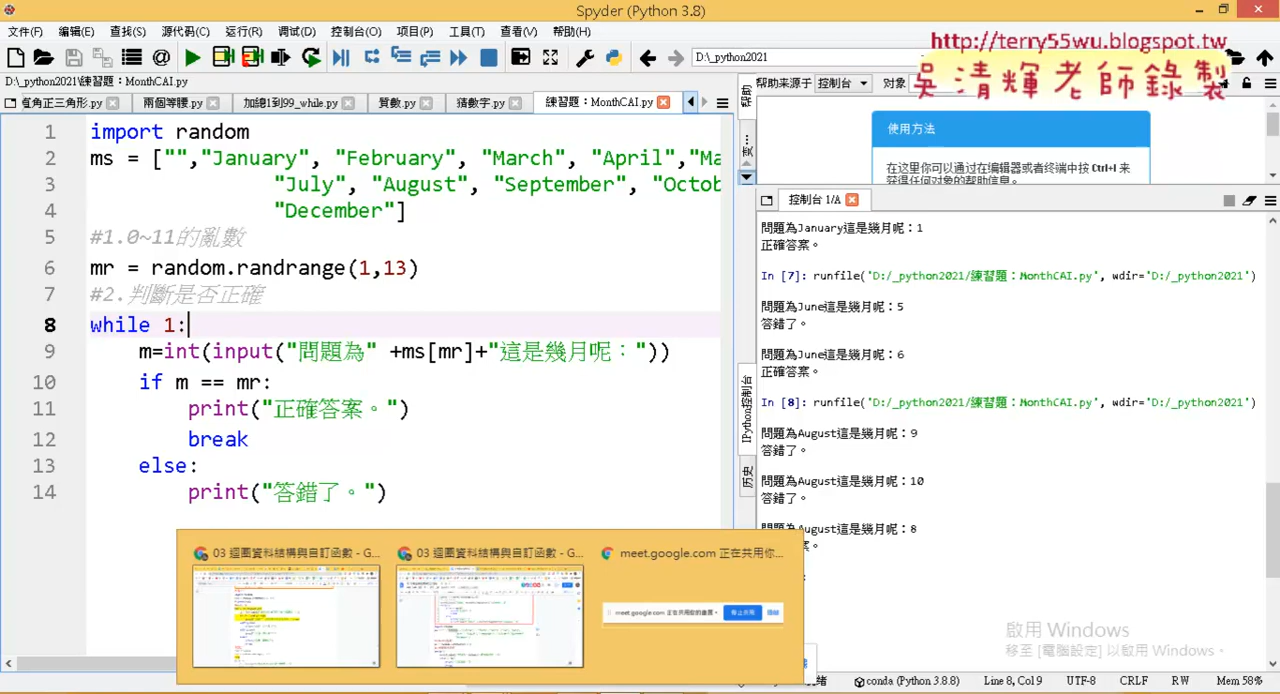 Spyder (Python 3.8)
文件(F) 编辑(E) 查找(S) 源代码(C) 运行(R) 调试(D) 控制台(O) 项目(P) 工具(T) 查看(V) 帮助(H)
D:\_python2021
http://terry55wu.blogspot.tw
吳清輝老師錄製
D:\_python2021\練習題：MonthCAI.py
直角正三角形.py 兩個等腰.py 加總1到99_while.py 質數.py 猜數字.py 練習題：MonthCAI.py
帮助来源于 控制台 对象
使用方法
在这里你可以通过在编辑器或者终端中按 Ctrl+I 来
获得任何对象的帮助信息。
控制台 1/A
IPython控制台
历史
1 import random
2 ms = ["","January", "February", "March", "April","Ma
3 "July", "August", "September", "Octob
4 "December"]
5 #1.0~11的亂數
6 mr = random.randrange(1,13)
7 #2.判斷是否正確
8 while 1:
9 m=int(input("問題為" +ms[mr]+"這是幾月呢："))
10 if m == mr:
11 print("正確答案。")
12 break
13 else:
14 print("答錯了。")
問題為January這是幾月呢：1
正確答案。
In [7]: runfile('D:/_python2021/練習題：MonthCAI.py', wdir='D:/_python2021')
問題為June這是幾月呢：5
答錯了。
問題為June這是幾月呢：6
正確答案。
In [8]: runfile('D:/_python2021/練習題：MonthCAI.py', wdir='D:/_python2021')
問題為August這是幾月呢：9
答錯了。
問題為August這是幾月呢：10
答錯了。
問題為August這是幾月呢：8
03 迴圈資料結構與自訂函數 - G... 03 迴圈資料結構與自訂函數 - G... meet.google.com 正在共用你...
啟用 Windows
移至 [電腦設定] 以啟用 Windows。
conda (Python 3.8.8) Line 8, Col 9 UTF-8 CRLF RW Mem 58%